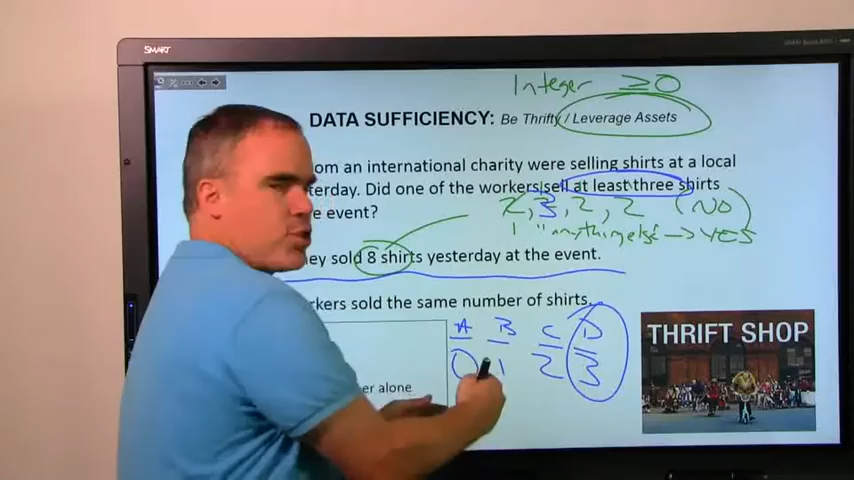 SMART
Integer ≥0
DATA SUFFICIENCY: Be Thrifty / Leverage Assets
om an international charity were selling shirts at a local
terday. Did one of the workers sell at least three shirts
e event?
2, 3, 2, 2 (NO)
1 "anything else" → YES
ey sold 8 shirts yesterday at the event.
rkers sold the same number of shirts.
A B C D
0 1 2 3
er alone
THRIFT SHOP